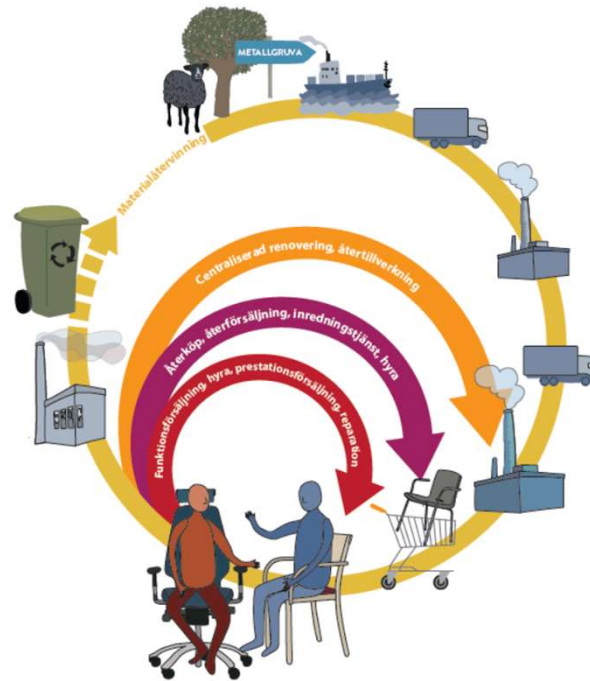 METALLGRUVA
Materialåtervinning
Centraliserad renovering, återtillverkning
Återköp, återförsäljning, inredningstjänst, hyra
Funktionsförsäljning, hyra, prestationsförsäljning, reparation